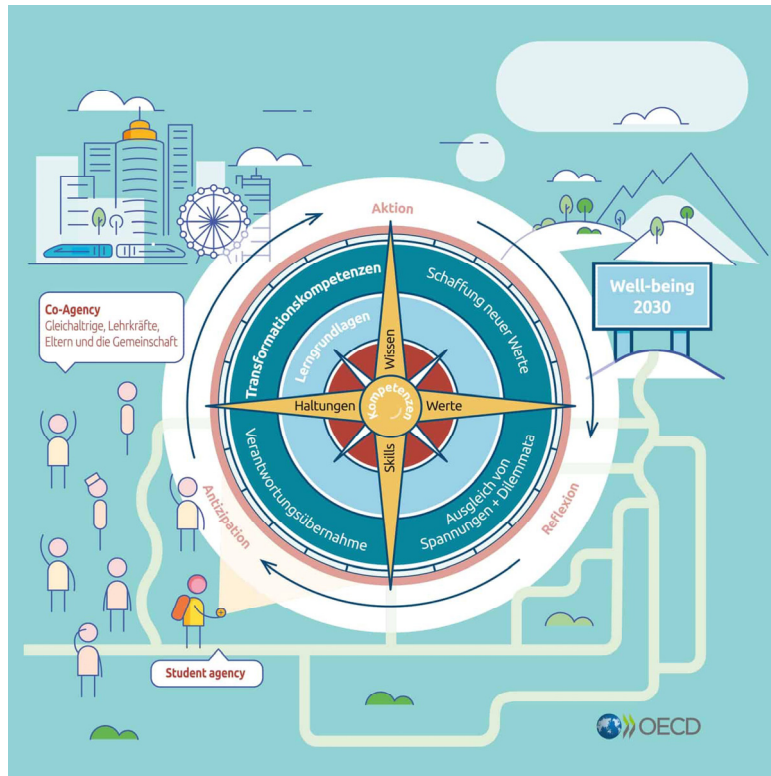 Aktion
Transformationskompetenzen
Schaffung neuer Werte
Well-being
2030
Co-Agency
Gleichaltrige, Lehrkräfte,
Eltern und die Gemeinschaft
Lerngrundlagen
Wissen
Haltungen
Kompetenzen
Werte
Skills
Verantwortungsübernahme
Ausgleich von
Spannungen + Dilemmata
Antizipation
Reflexion
Student agency
OECD